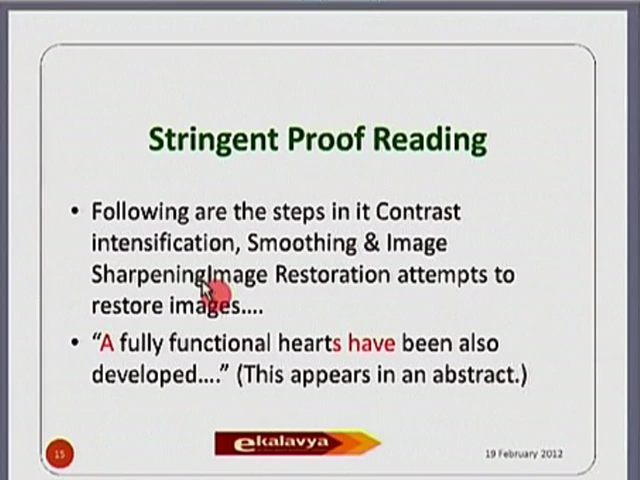 Stringent Proof Reading
• Following are the steps in it Contrast
intensification, Smoothing & Image
SharpeningImage Restoration attempts to
restore images....
• “A fully functional hearts have been also
developed....” (This appears in an abstract.)
15
ekalavya
19 February 2012